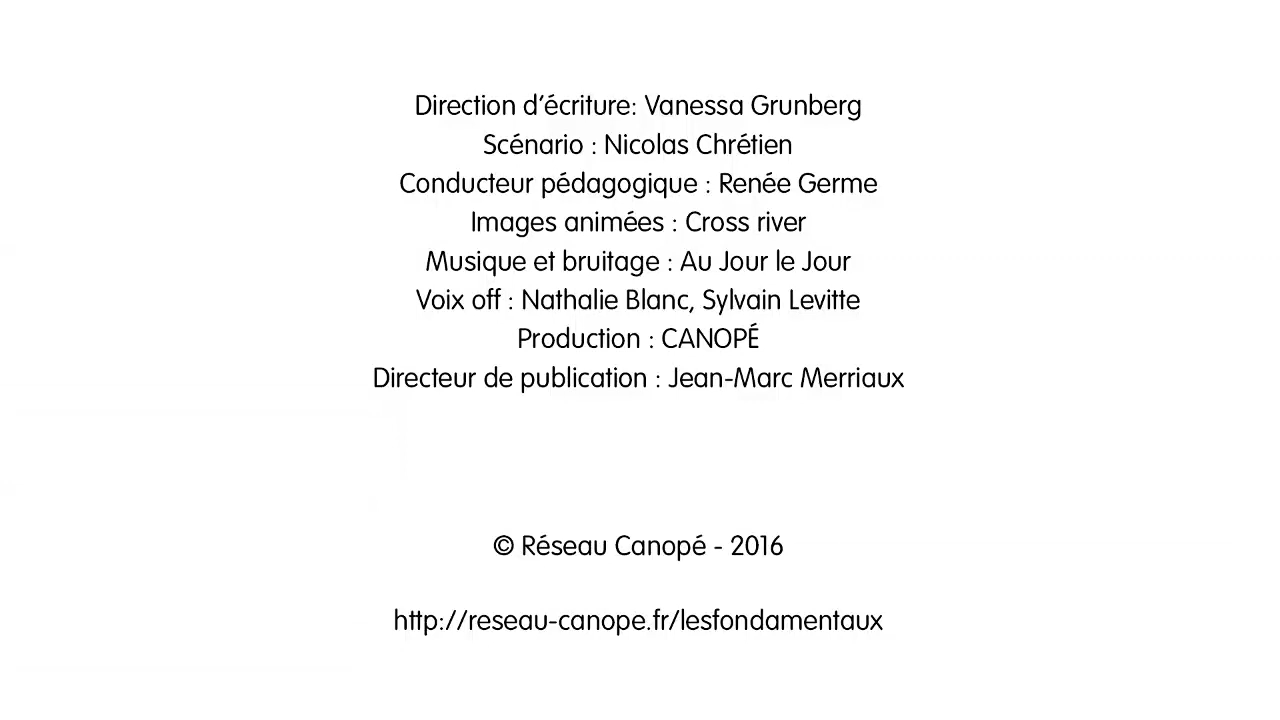 Direction d’écriture: Vanessa Grunberg
Scénario : Nicolas Chrétien
Conducteur pédagogique : Renée Germe
Images animées : Cross river
Musique et bruitage : Au Jour le Jour
Voix off : Nathalie Blanc, Sylvain Levitte
Production : CANOPÉ
Directeur de publication : Jean-Marc Merriaux
© Réseau Canopé - 2016
http://reseau-canope.fr/lesfondamentaux